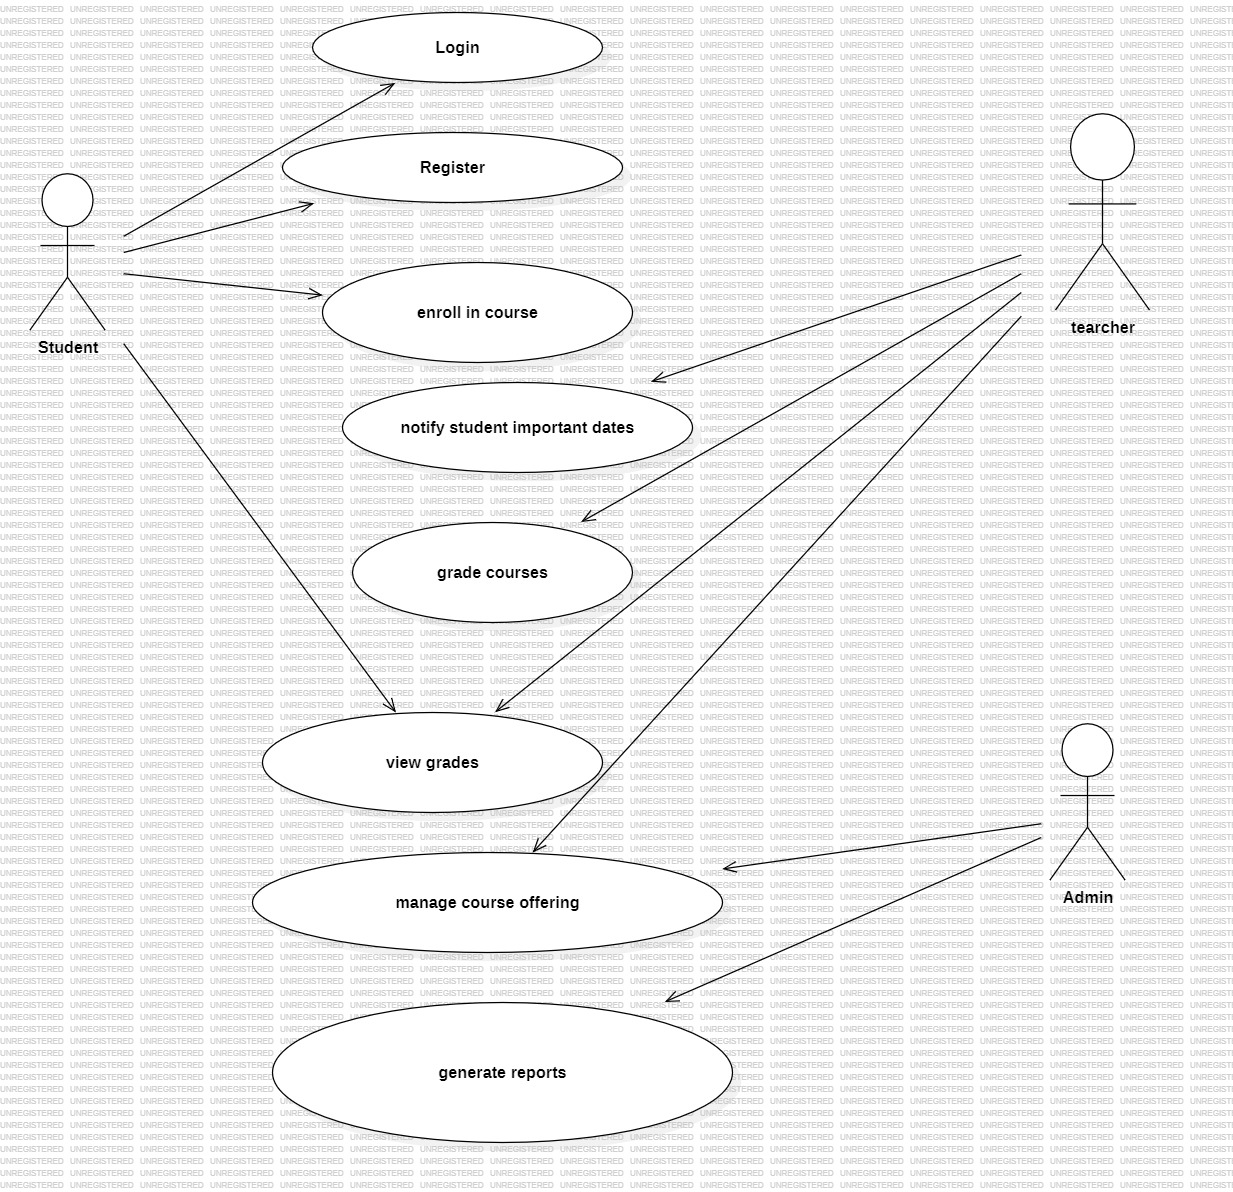 Login
Register
Student
enroll in course
tearcher
notify student important dates
grade courses
view grades
manage course offering
Admin
generate reports
UNREGISTERED